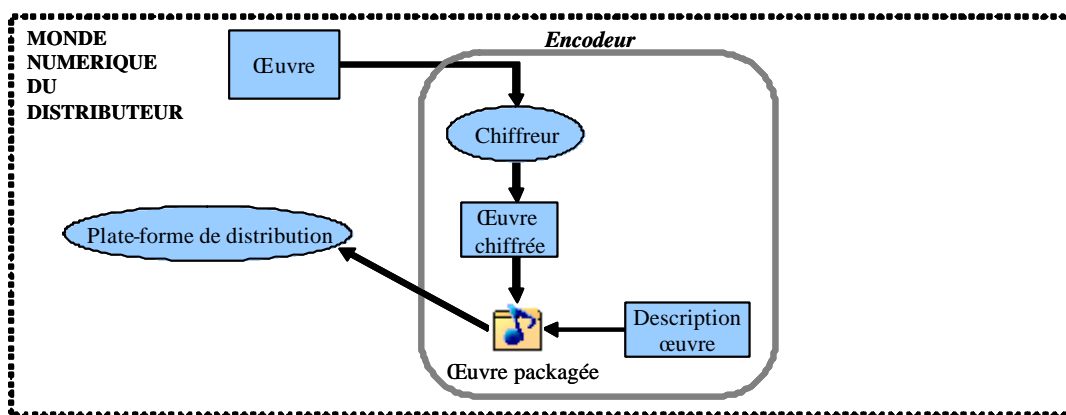 MONDE
NUMERIQUE
DU
DISTRIBUTEUR
Œuvre
Encodeur
Chiffreur
Œuvre
chiffrée
Plate-forme de distribution
Description
œuvre
Œuvre packagée